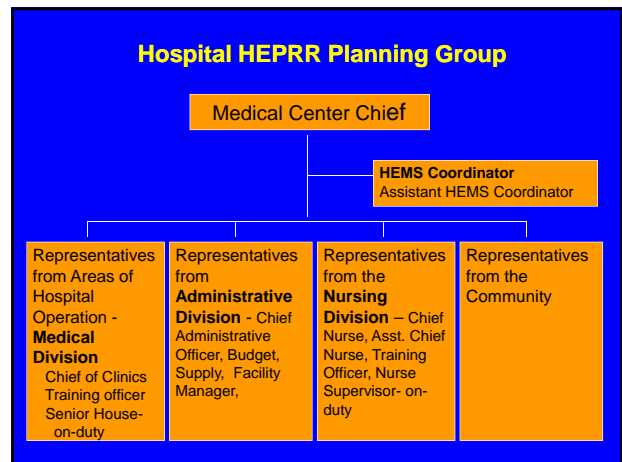 Hospital HEPRR Planning Group
Medical Center Chief
HEMS Coordinator
Assistant HEMS Coordinator
Representatives
from Areas of
Hospital
Operation -
Medical
Division
Chief of Clinics
Training officer
Senior House-
on-duty
Representatives
from
Administrative
Division - Chief
Administrative
Officer, Budget,
Supply, Facility
Manager,
Representatives
from the
Nursing
Division – Chief
Nurse, Asst. Chief
Nurse, Training
Officer, Nurse
Supervisor- on-
duty
Representatives
from the
Community